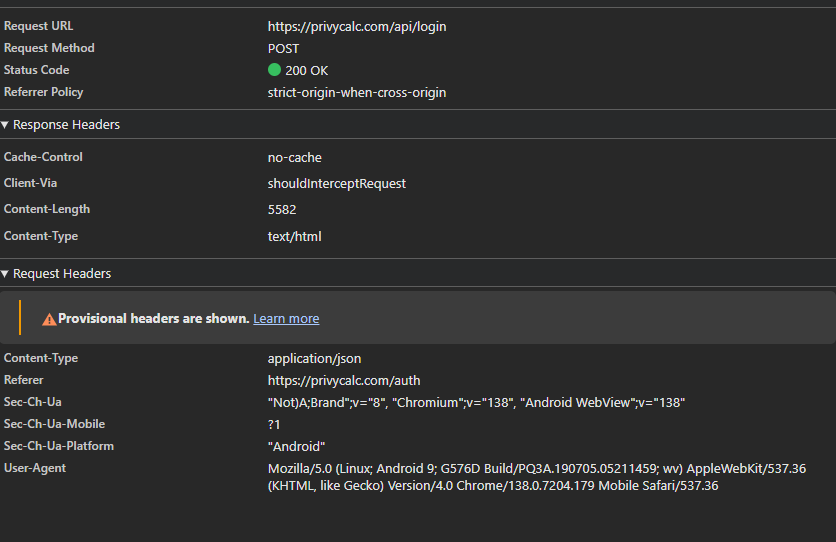 Request URL https://privycalc.com/api/login
Request Method POST
Status Code 200 OK
Referrer Policy strict-origin-when-cross-origin
Response Headers
Cache-Control no-cache
Client-Via shouldInterceptRequest
Content-Length 5582
Content-Type text/html
Request Headers
Provisional headers are shown. Learn more
Content-Type application/json
Referer https://privycalc.com/auth
Sec-Ch-Ua "Not)A;Brand";v="8", "Chromium";v="138", "Android WebView";v="138"
Sec-Ch-Ua-Mobile ?1
Sec-Ch-Ua-Platform "Android"
User-Agent Mozilla/5.0 (Linux; Android 9; G576D Build/PQ3A.190705.05211459; wv) AppleWebKit/537.36
(KHTML, like Gecko) Version/4.0 Chrome/138.0.7204.179 Mobile Safari/537.36